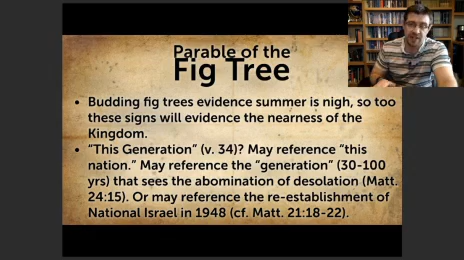 Parable of the
Fig Tree
• Budding fig trees evidence summer is nigh, so too
these signs will evidence the nearness of the
Kingdom.
• “This Generation” (v. 34)? May reference “this
nation.” May reference the “generation” (30-100
yrs) that sees the abomination of desolation (Matt.
24:15). Or may reference the re-establishment of
National Israel in 1948 (cf. Matt. 21:18-22).